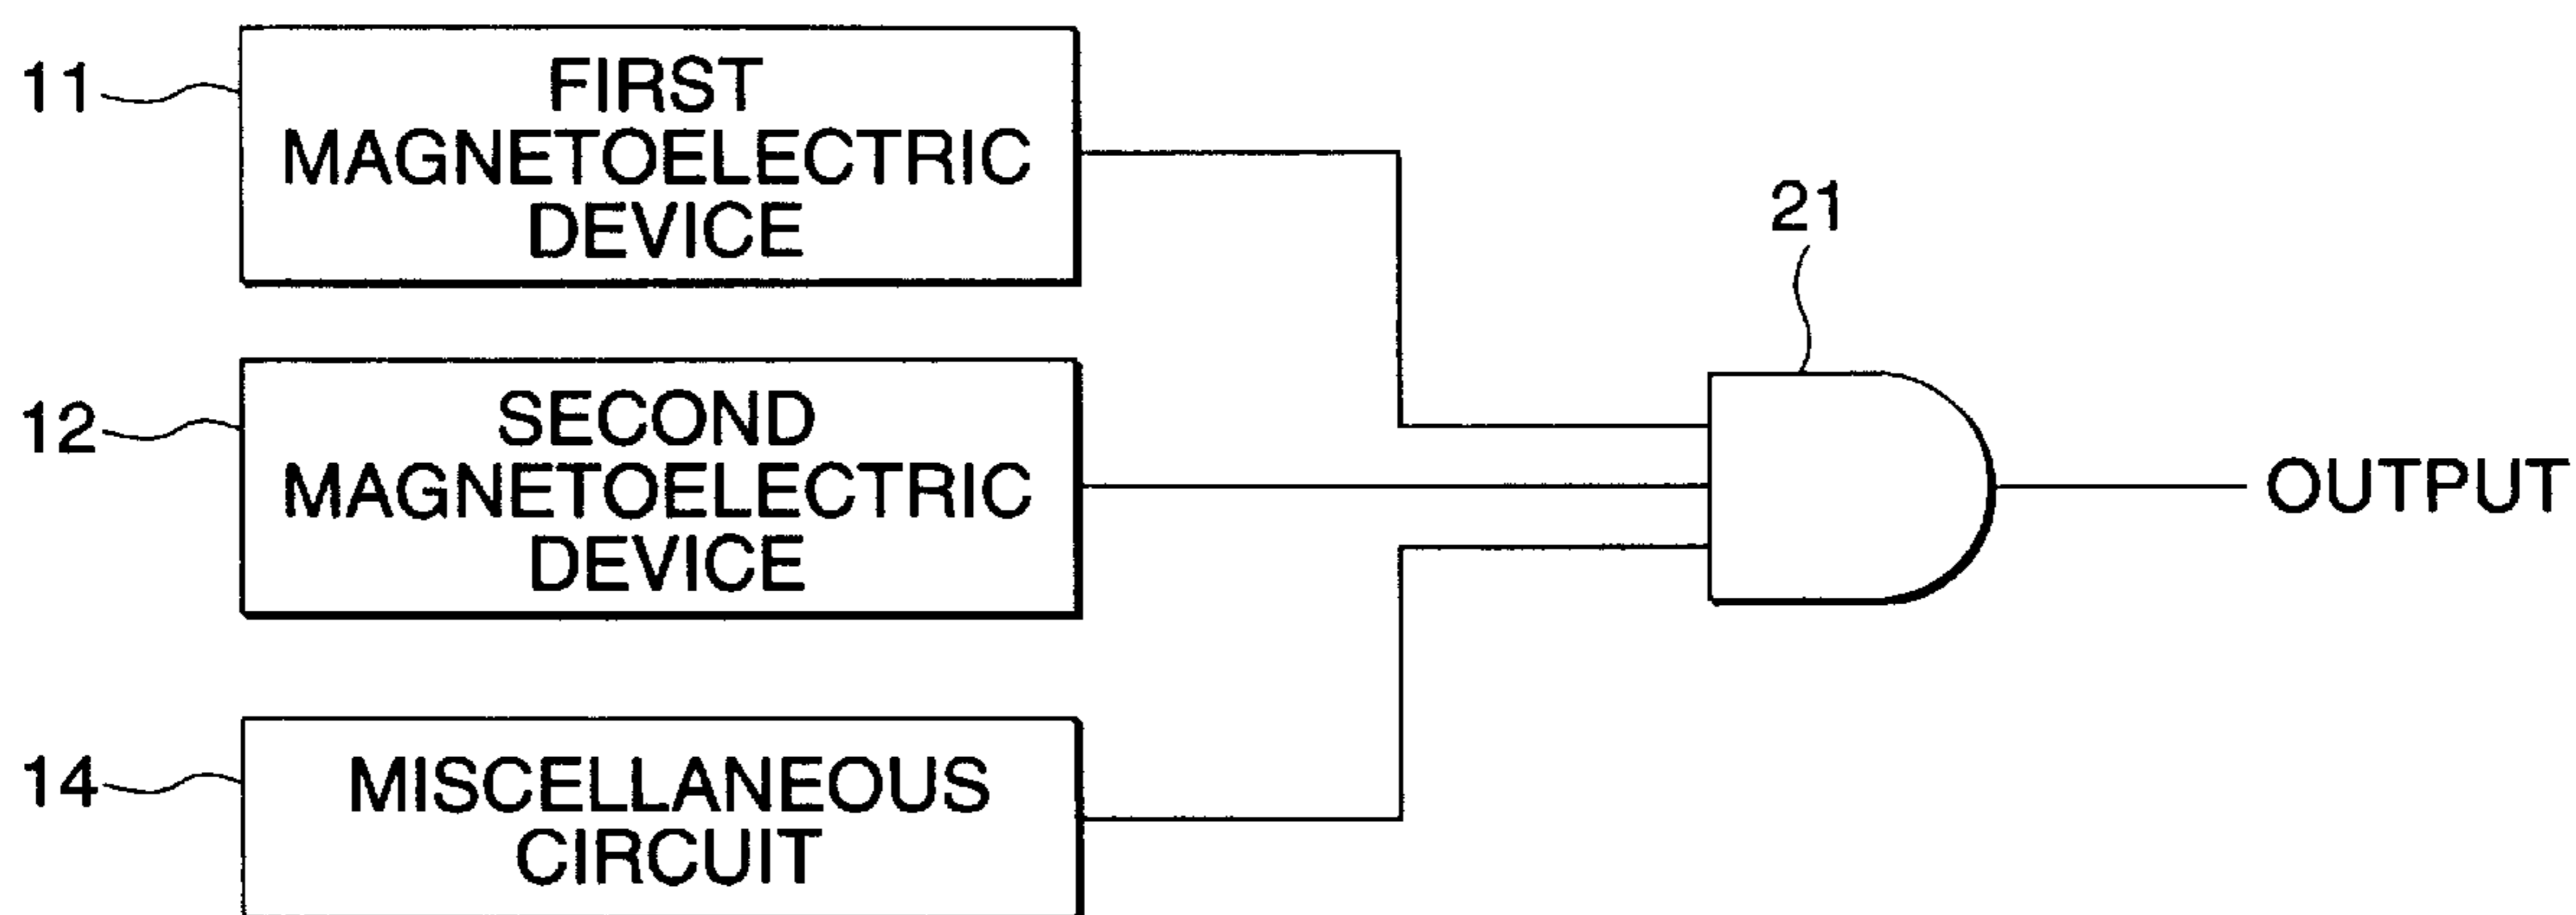 11
FIRST
MAGNETOELECTRIC
DEVICE
21
12
SECOND
MAGNETOELECTRIC
DEVICE
OUTPUT
14
MISCELLANEOUS
CIRCUIT